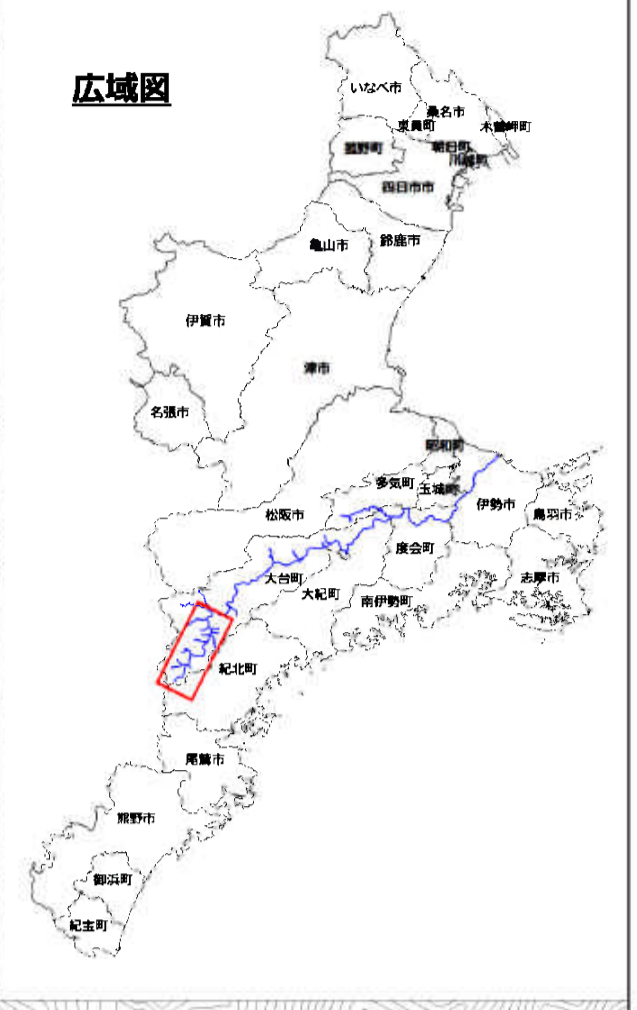 広域図
いなべ市
桑名市
東員町
木曽岬町
菰野町
朝日町
川越町
四日市市
亀山市
鈴鹿市
伊賀市
津市
名張市
明和町
多気町
玉城町
松阪市
伊勢市
鳥羽市
度会町
大台町
志摩市
大紀町
南伊勢町
紀北町
尾鷲市
熊野市
御浜町
紀宝町